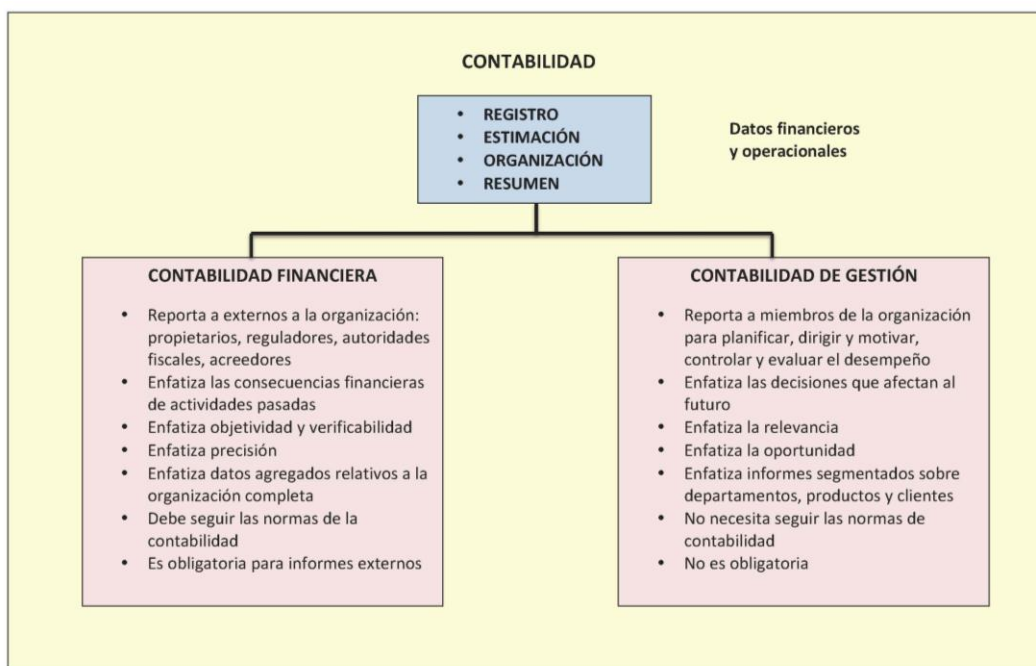 CONTABILIDAD
• REGISTRO
• ESTIMACIÓN
• ORGANIZACIÓN
• RESUMEN
Datos financieros
y operacionales
CONTABILIDAD FINANCIERA
• Reporta a externos a la organización:
propietarios, reguladores, autoridades
fiscales, acreedores
• Enfatiza las consecuencias financieras
de actividades pasadas
• Enfatiza objetividad y verificabilidad
• Enfatiza precisión
• Enfatiza datos agregados relativos a la
organización completa
• Debe seguir las normas de la
contabilidad
• Es obligatoria para informes externos
CONTABILIDAD DE GESTIÓN
• Reporta a miembros de la organización
para planificar, dirigir y motivar,
controlar y evaluar el desempeño
• Enfatiza las decisiones que afectan al
futuro
• Enfatiza la relevancia
• Enfatiza la oportunidad
• Enfatiza informes segmentados sobre
departamentos, productos y clientes
• No necesita seguir las normas de
contabilidad
• No es obligatoria